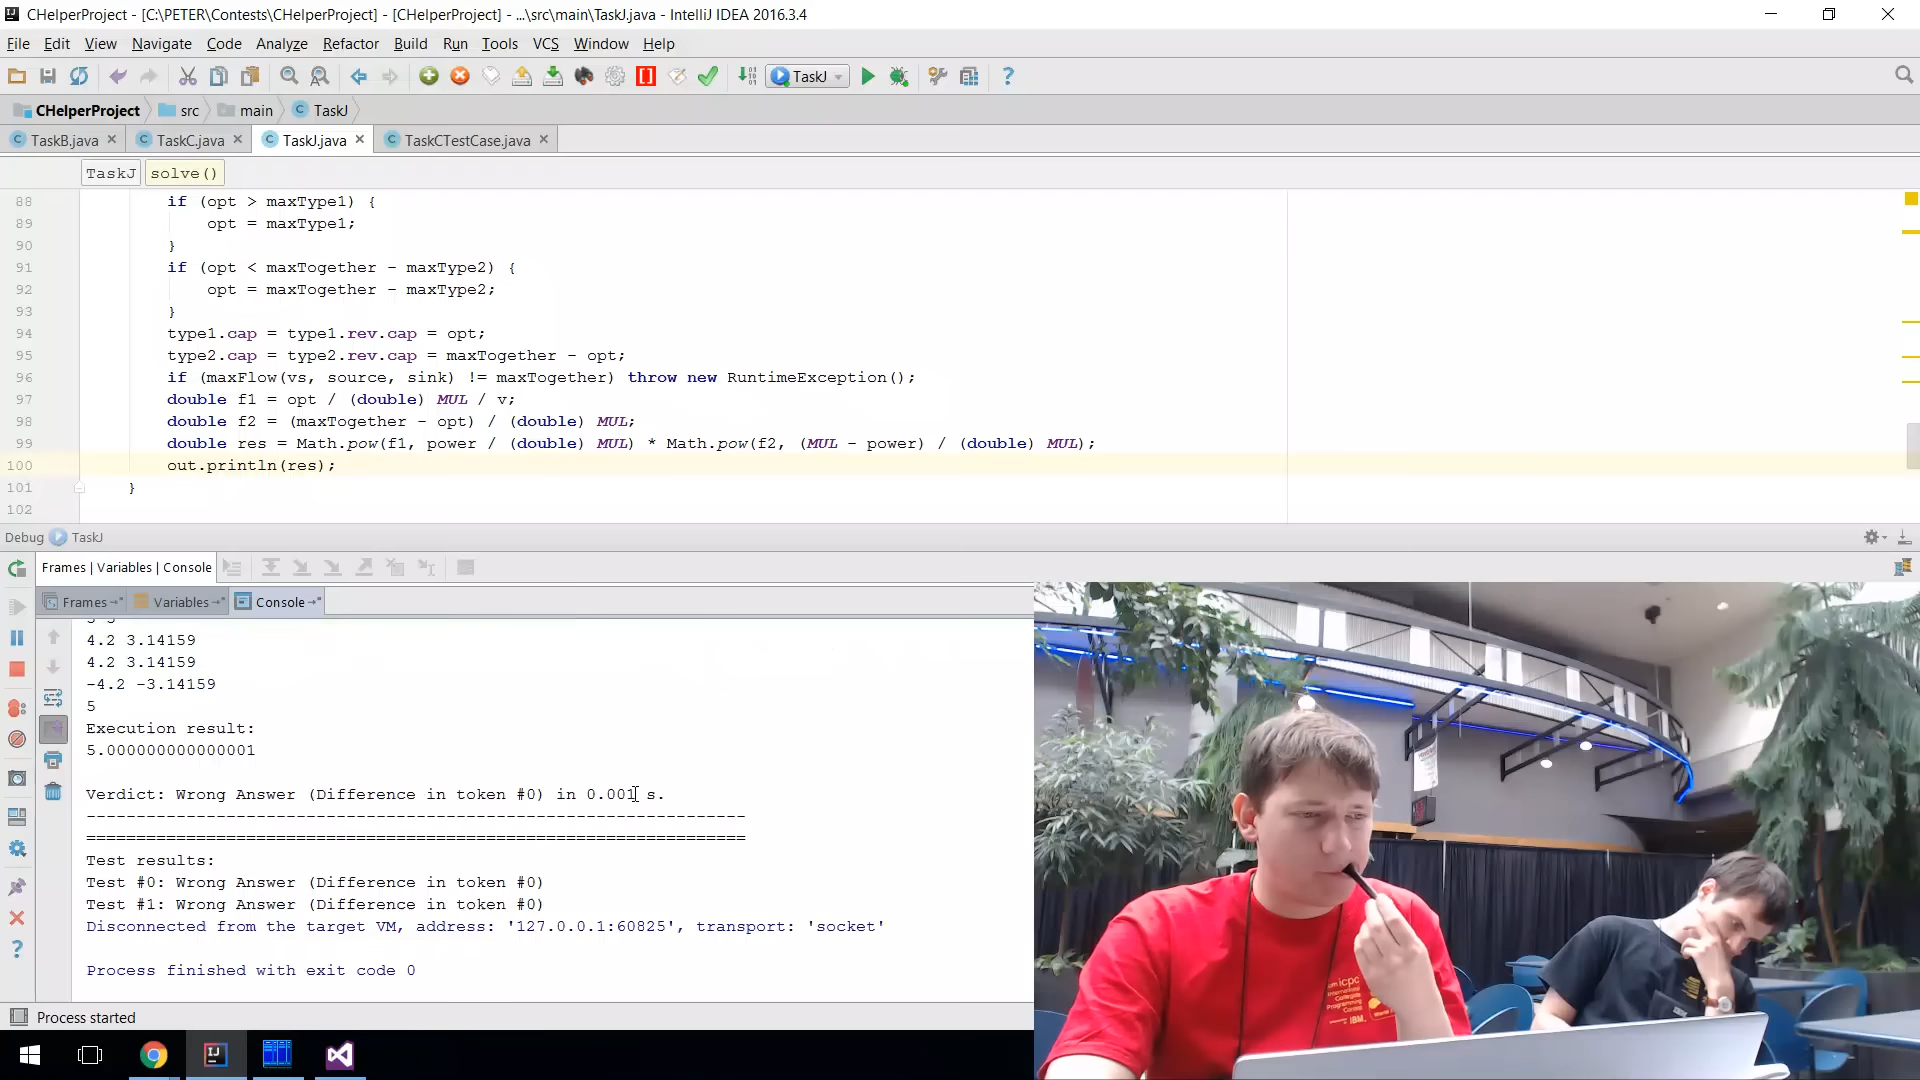 CHelperProject - [C:\PETER\Contests\CHelperProject] - [CHelperProject] - ...\src\main\TaskJ.java - IntelliJ IDEA 2016.3.4
File Edit View Navigate Code Analyze Refactor Build Run Tools VCS Window Help
TaskJ
CHelperProject src main TaskJ
TaskB.java TaskC.java TaskJ.java TaskCTestCase.java
TaskJ solve()
88 if (opt > maxType1) {
89 opt = maxType1;
90 }
91 if (opt < maxTogether - maxType2) {
92 opt = maxTogether - maxType2;
93 }
94 type1.cap = type1.rev.cap = opt;
95 type2.cap = type2.rev.cap = maxTogether - opt;
96 if (maxFlow(vs, source, sink) != maxTogether) throw new RuntimeException();
97 double f1 = opt / (double) MUL / v;
98 double f2 = (maxTogether - opt) / (double) MUL;
99 double res = Math.pow(f1, power / (double) MUL) * Math.pow(f2, (MUL - power) / (double) MUL);
100 out.println(res);
101 }
102
Debug TaskJ
Frames | Variables | Console
Frames Variables Console
4.2 3.14159
4.2 3.14159
-4.2 -3.14159
5
Execution result:
5.000000000000001
Verdict: Wrong Answer (Difference in token #0) in 0.001 s.
------------------------------------------------------------------
==================================================================
Test results:
Test #0: Wrong Answer (Difference in token #0)
Test #1: Wrong Answer (Difference in token #0)
Disconnected from the target VM, address: '127.0.0.1:60825', transport: 'socket'
Process finished with exit code 0
Process started
icpc
International
Collegiate
Programming
Contest
IBM